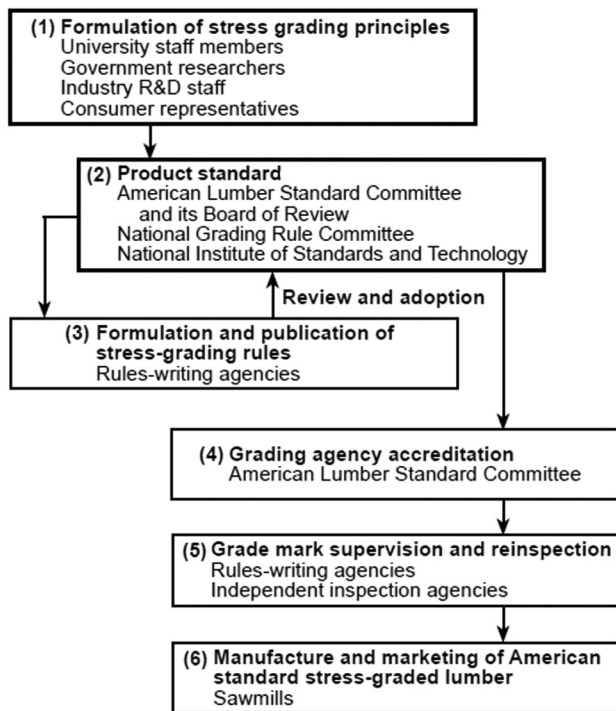 (1) Formulation of stress grading principles
University staff members
Government researchers
Industry R&D staff
Consumer representatives
(2) Product standard
American Lumber Standard Committee
and its Board of Review
National Grading Rule Committee
National Institute of Standards and Technology
Review and adoption
(3) Formulation and publication of
stress-grading rules
Rules-writing agencies
(4) Grading agency accreditation
American Lumber Standard Committee
(5) Grade mark supervision and reinspection
Rules-writing agencies
Independent inspection agencies
(6) Manufacture and marketing of American
standard stress-graded lumber
Sawmills